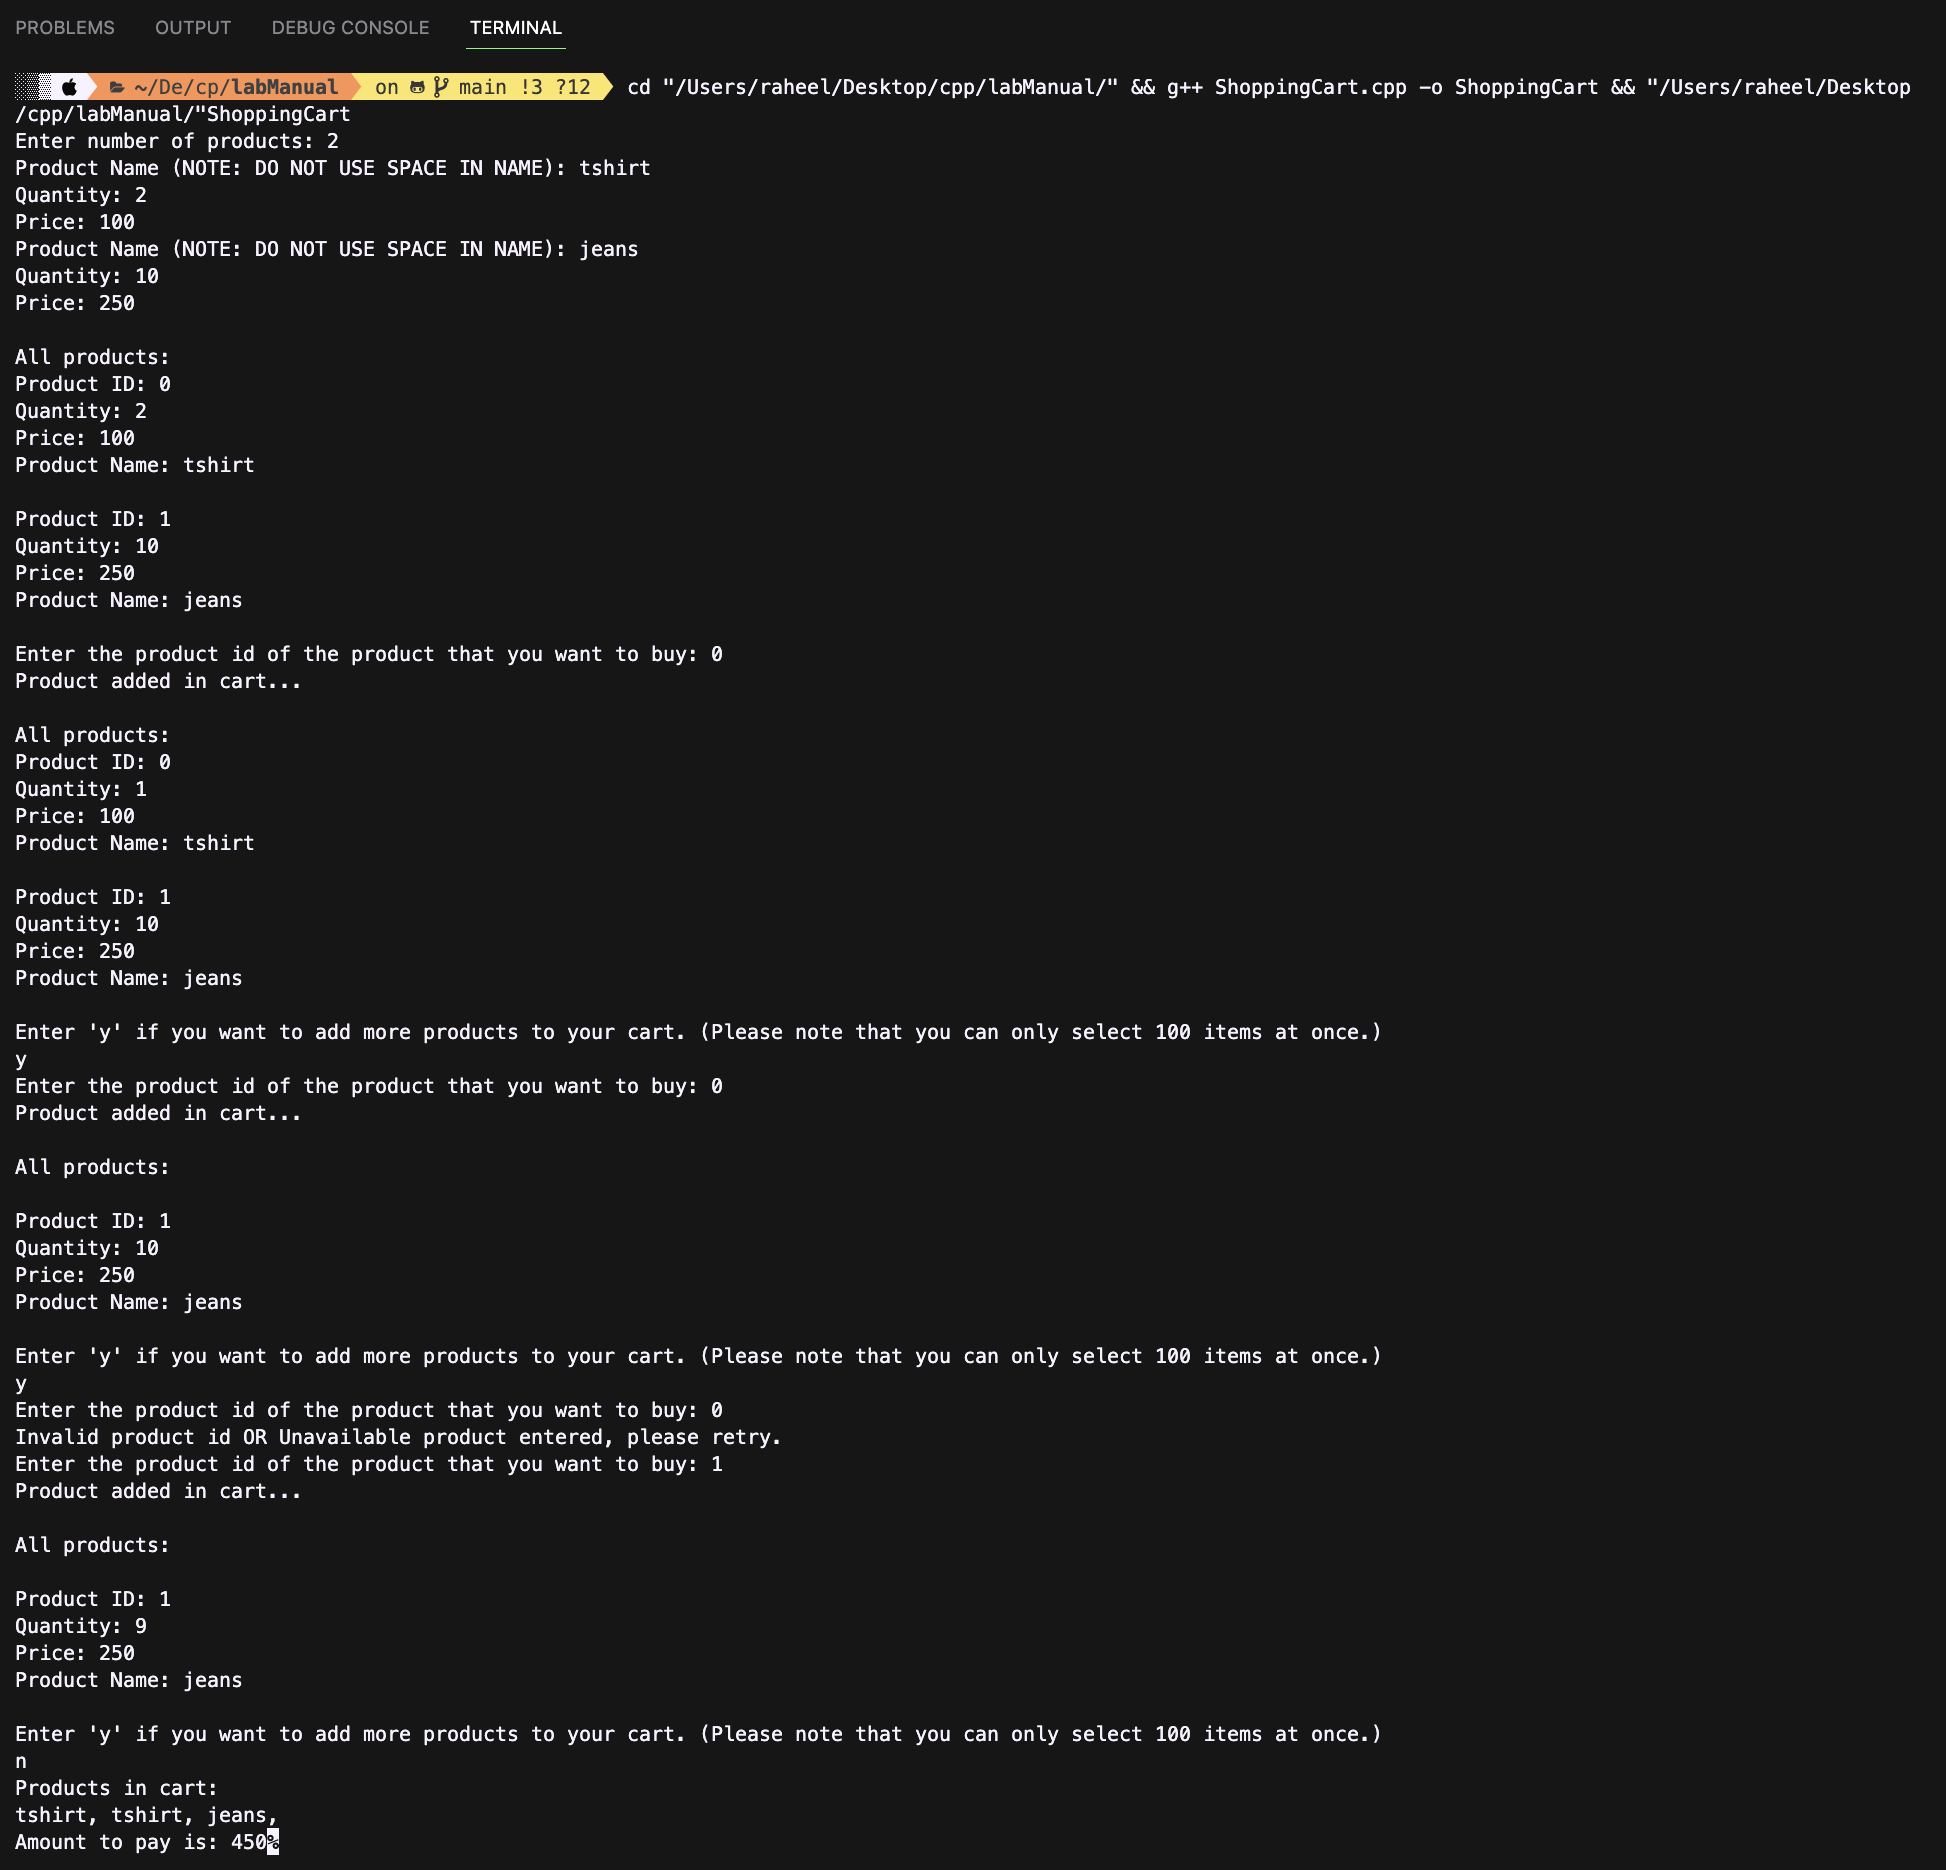 PROBLEMS OUTPUT DEBUG CONSOLE TERMINAL
~/De/cp/labManual on main !3 ?12 cd "/Users/raheel/Desktop/cpp/labManual/" && g++ ShoppingCart.cpp -o ShoppingCart && "/Users/raheel/Desktop
/cpp/labManual/"ShoppingCart
Enter number of products: 2
Product Name (NOTE: DO NOT USE SPACE IN NAME): tshirt
Quantity: 2
Price: 100
Product Name (NOTE: DO NOT USE SPACE IN NAME): jeans
Quantity: 10
Price: 250
All products:
Product ID: 0
Quantity: 2
Price: 100
Product Name: tshirt
Product ID: 1
Quantity: 10
Price: 250
Product Name: jeans
Enter the product id of the product that you want to buy: 0
Product added in cart...
All products:
Product ID: 0
Quantity: 1
Price: 100
Product Name: tshirt
Product ID: 1
Quantity: 10
Price: 250
Product Name: jeans
Enter 'y' if you want to add more products to your cart. (Please note that you can only select 100 items at once.)
y
Enter the product id of the product that you want to buy: 0
Product added in cart...
All products:
Product ID: 1
Quantity: 10
Price: 250
Product Name: jeans
Enter 'y' if you want to add more products to your cart. (Please note that you can only select 100 items at once.)
y
Enter the product id of the product that you want to buy: 0
Invalid product id OR Unavailable product entered, please retry.
Enter the product id of the product that you want to buy: 1
Product added in cart...
All products:
Product ID: 1
Quantity: 9
Price: 250
Product Name: jeans
Enter 'y' if you want to add more products to your cart. (Please note that you can only select 100 items at once.)
n
Products in cart:
tshirt, tshirt, jeans,
Amount to pay is: 450%